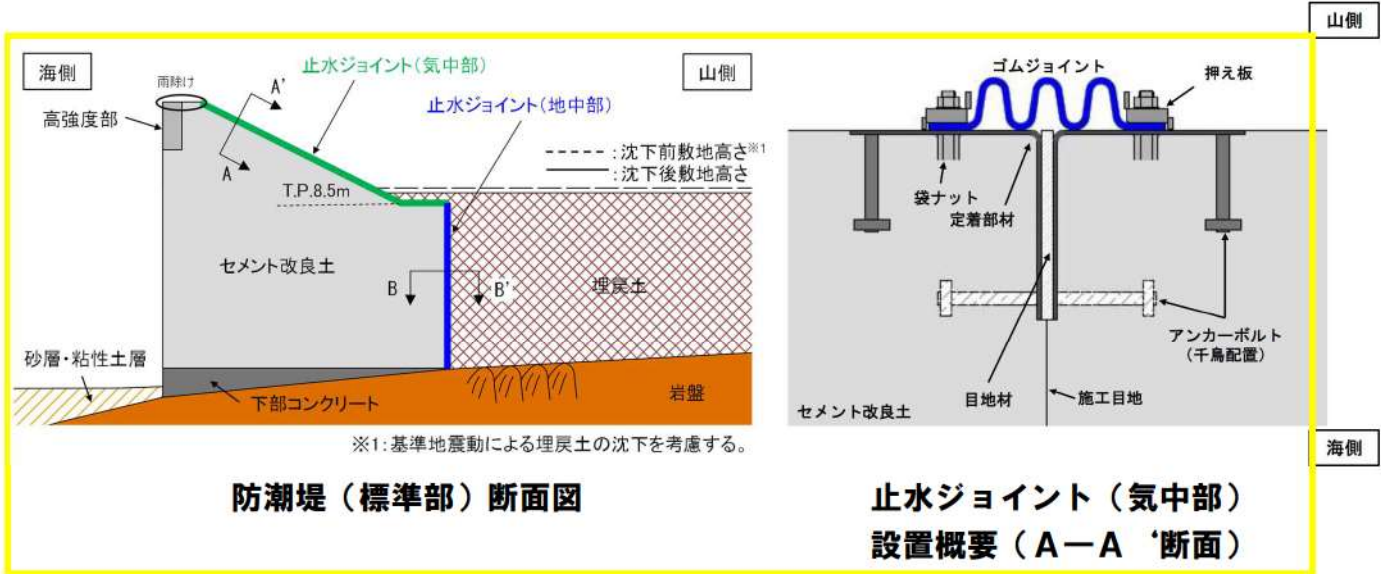 山側
海側
雨除け
高強度部
A'
A
止水ジョイント(気中部)
止水ジョイント(地中部)
山側
-----:沈下前敷地高さ※1
———:沈下後敷地高さ
T.P.8.5m
セメント改良土
B
B'
埋戻土
砂層・粘性土層
下部コンクリート
岩盤
※1:基準地震動による埋戻土の沈下を考慮する。
防潮堤(標準部)断面図
ゴムジョイント
押え板
袋ナット
定着部材
アンカーボルト
(千鳥配置)
目地材
施工目地
セメント改良土
海側
止水ジョイント(気中部)
設置概要(A－A ‘断面)